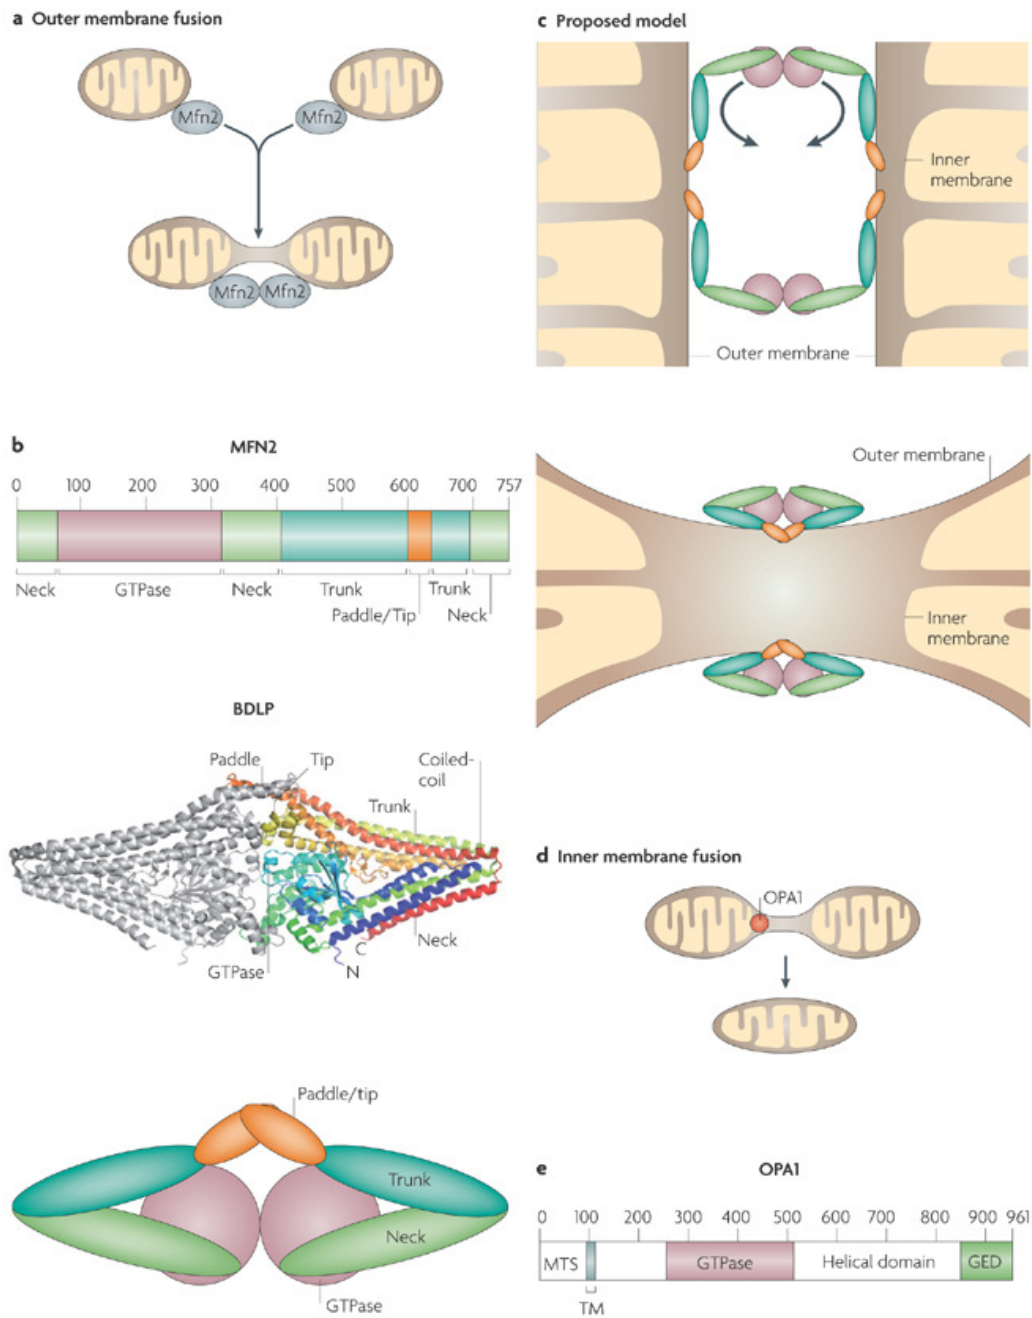 a Outer membrane fusion
Mfn2
Mfn2
Mfn2 Mfn2
b
MFN2
0 100 200 300 400 500 600 700 757
Neck GTPase Neck Trunk Trunk
Paddle/Tip Neck
BDLP
Paddle Tip Coiled-
coil
Trunk
Neck
C
N
GTPase
Paddle/tip
Trunk
Neck
GTPase
c Proposed model
Inner
membrane
Outer membrane
Outer membrane
Inner
membrane
d Inner membrane fusion
OPA1
e
OPA1
0 100 200 300 400 500 600 700 800 900 961
MTS GTPase Helical domain GED
TM